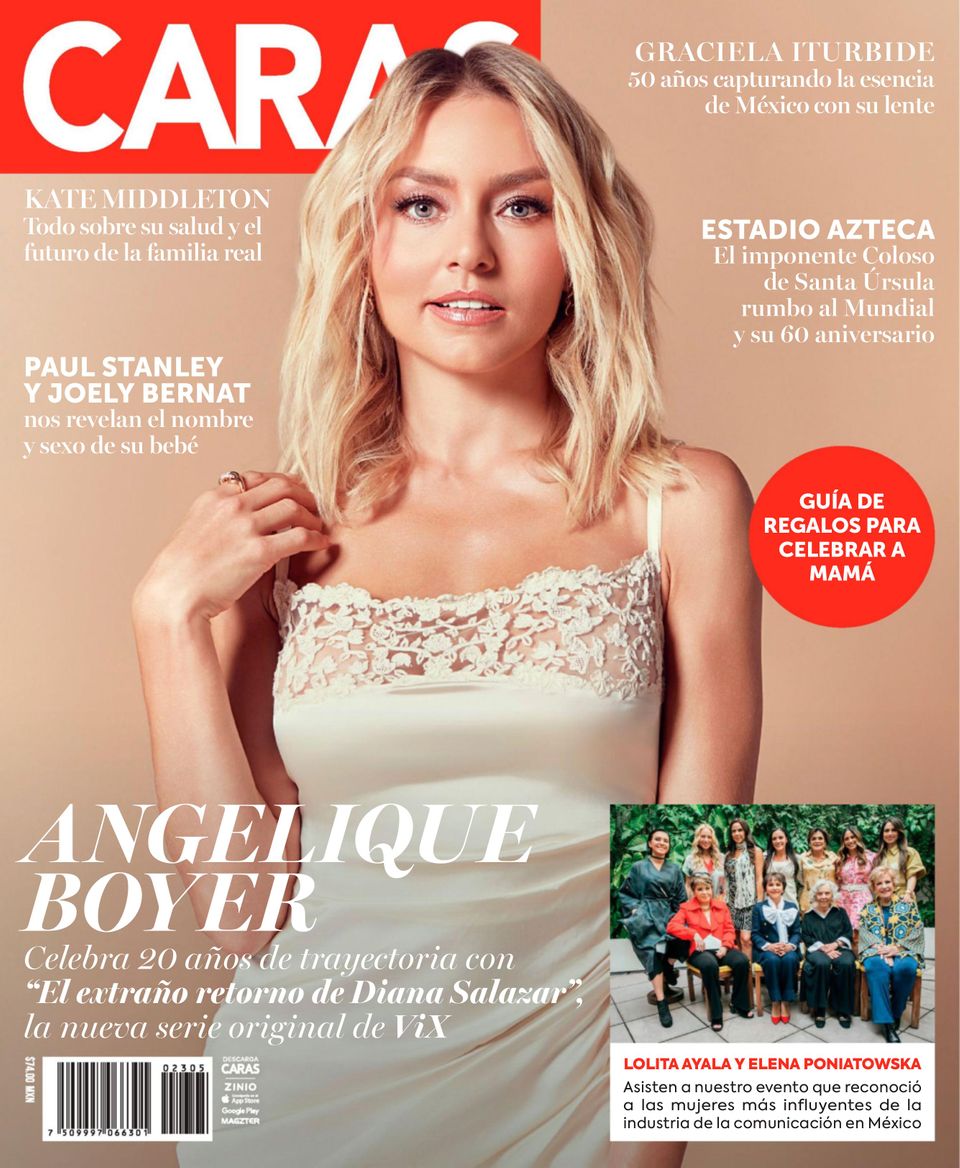 CARAS
GRACIELA ITURBIDE
50 años capturando la esencia
de México con su lente
KATE MIDDLETON
Todo sobre su salud y el
futuro de la familia real
ESTADIO AZTECA
El imponente Coloso
de Santa Úrsula
rumbo al Mundial
y su 60 aniversario
PAUL STANLEY
Y JOELY BERNAT
nos revelan el nombre
y sexo de su bebé
GUÍA DE
REGALOS PARA
CELEBRAR A
MAMÁ
ANGELIQUE
BOYER
Celebra 20 años de trayectoria con
“El extraño retorno de Diana Salazar”,
la nueva serie original de ViX
LOLITA AYALA Y ELENA PONIATOWSKA
Asisten a nuestro evento que reconoció
a las mujeres más influyentes de la
industria de la comunicación en México
$74.00 MXN
02305
7 509997 066301
DESCARGA
CARAS
ZINIO
App Store
Google Play
MAGZTER